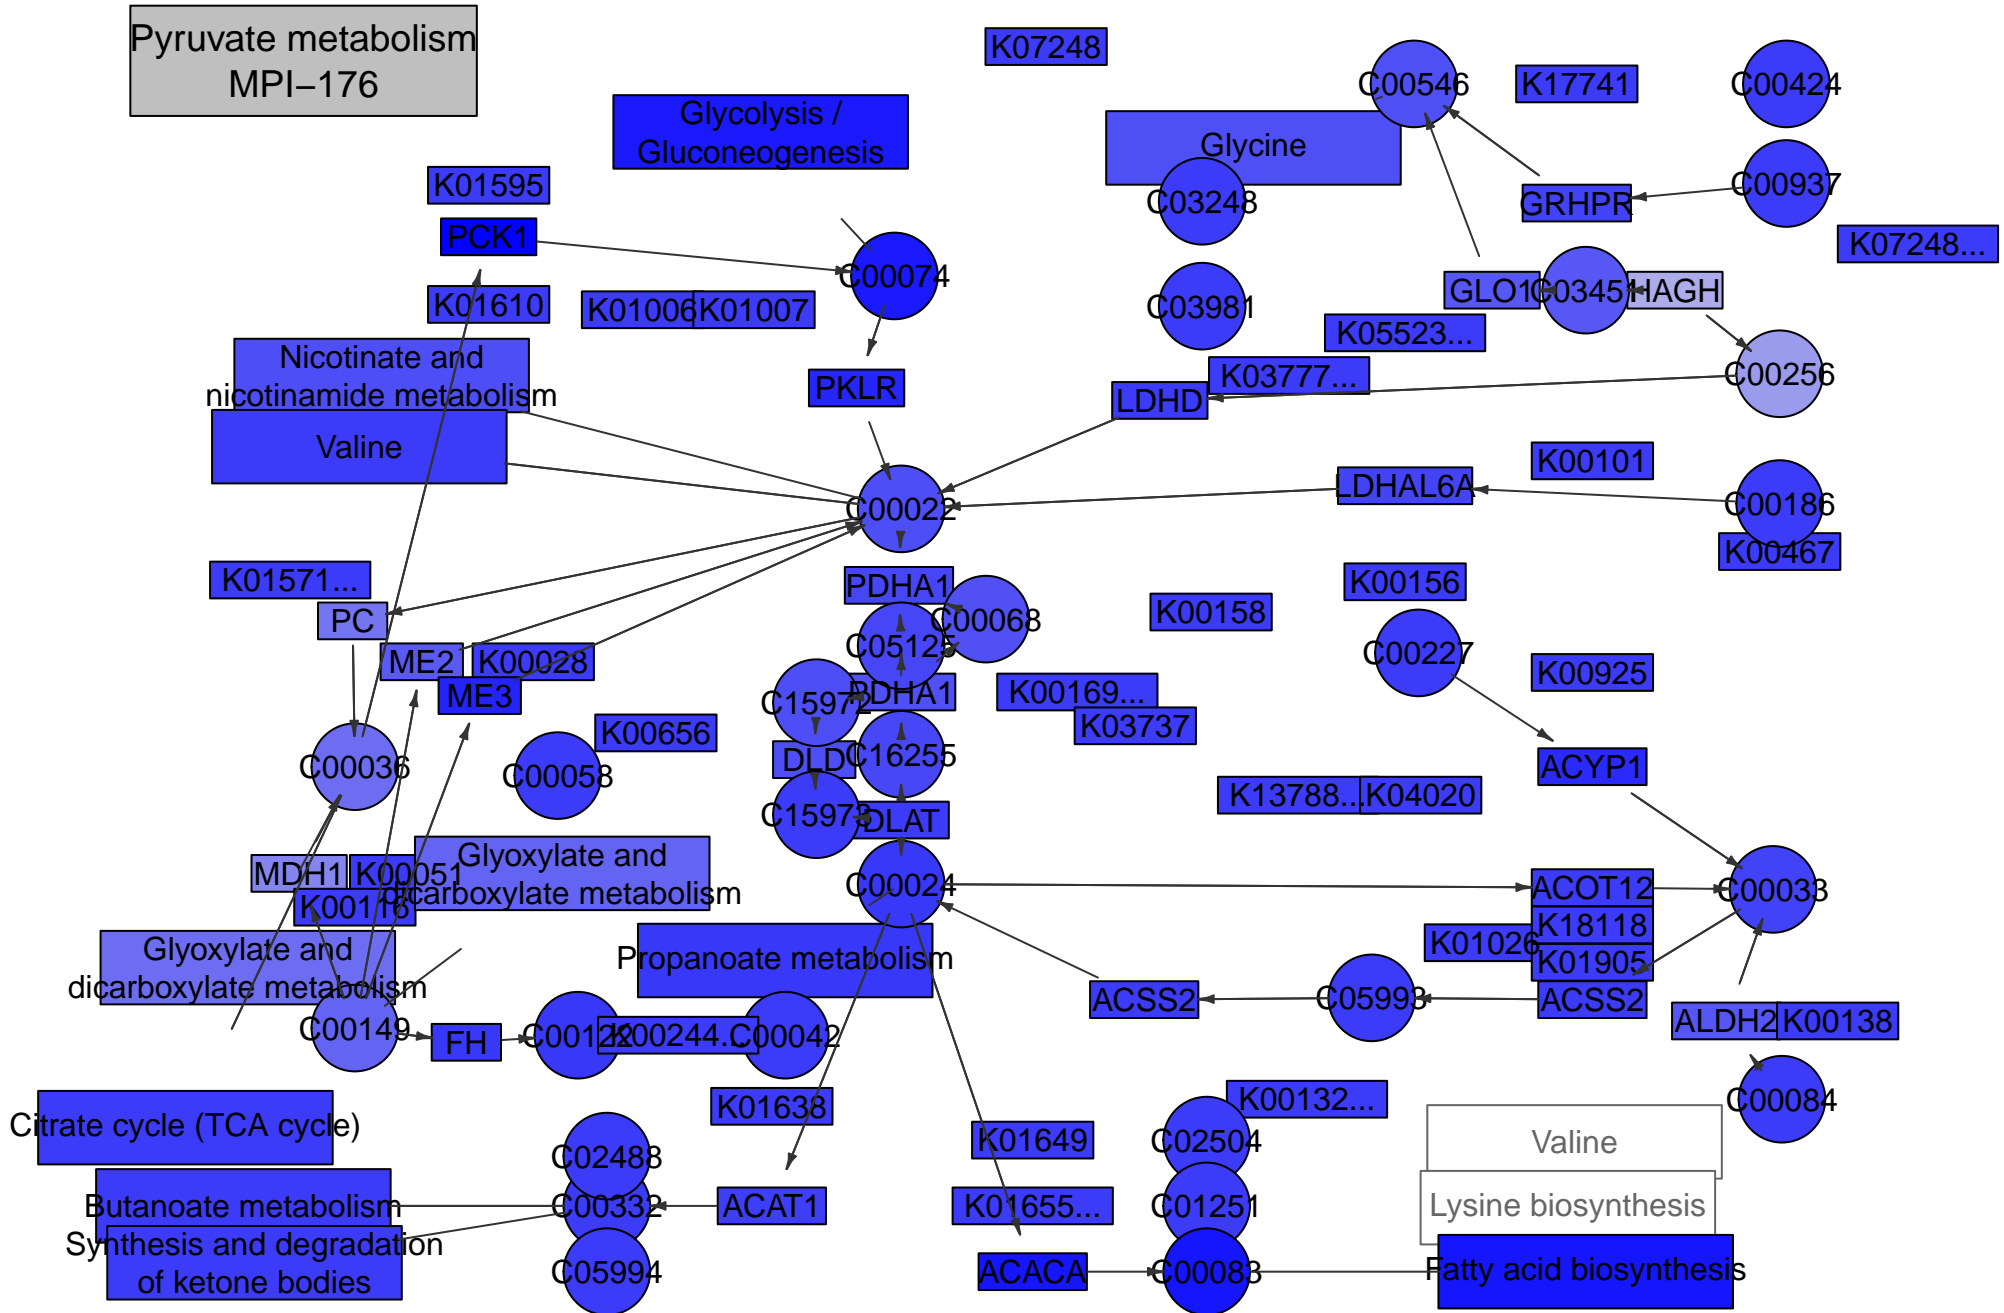 Pyruvate metabolism
MPI−176
K07248
Glycolysis /
Gluconeogenesis
C00546
K17741
C00424
Glycine
K01595
C03248
GRHPR
C00937
PCK1
K07248...
C00074
K01610
K01006
K01007
C03981
GLO1
C03451
HAGH
K05523...
Nicotinate and
nicotinamide metabolism
PKLR
K03777...
LDHD
C00256
Valine
K00101
LDHAL6A
C00186
C00022
K00467
K01571...
PDHA1
K00156
PC
C00068
K00158
C05125
ME2
K00028
C00227
K00925
ME3
C15972
PDHA1
K00169...
K03737
K00656
C00036
C00058
DLD
C16255
ACYP1
K13788...
K04020
C15973
DLAT
MDH1
K00051
Glyoxylate and
dicarboxylate metabolism
K00116
C00024
ACOT12
C00033
K18118
K01026
K01905
Glyoxylate and
dicarboxylate metabolism
Propanoate metabolism
ACSS2
C05993
ACSS2
C00149
FH
C00122
K00244...
C00042
ALDH2
K00138
K01638
K00132...
C00084
Citrate cycle (TCA cycle)
C02488
K01649
C02504
Valine
Butanoate metabolism
C00332
ACAT1
K01655...
C01251
Lysine biosynthesis
Synthesis and degradation
of ketone bodies
C05994
ACACA
C00083
Fatty acid biosynthesis